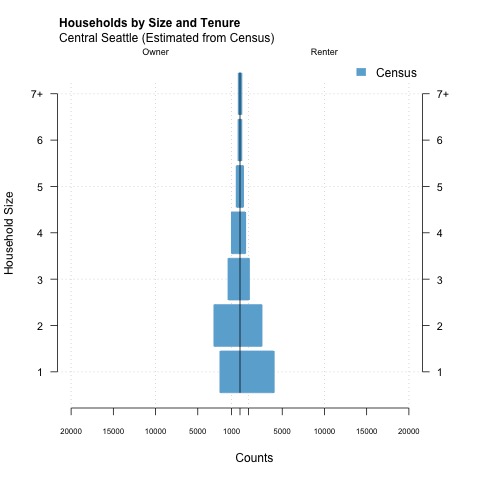 Households by Size and Tenure
Central Seattle (Estimated from Census)
Owner Renter
Census
7+ 7+
6 6
5 5
4 4
3 3
2 2
1 1
Household Size
20000 15000 10000 5000 1000 5000 10000 15000 20000
Counts